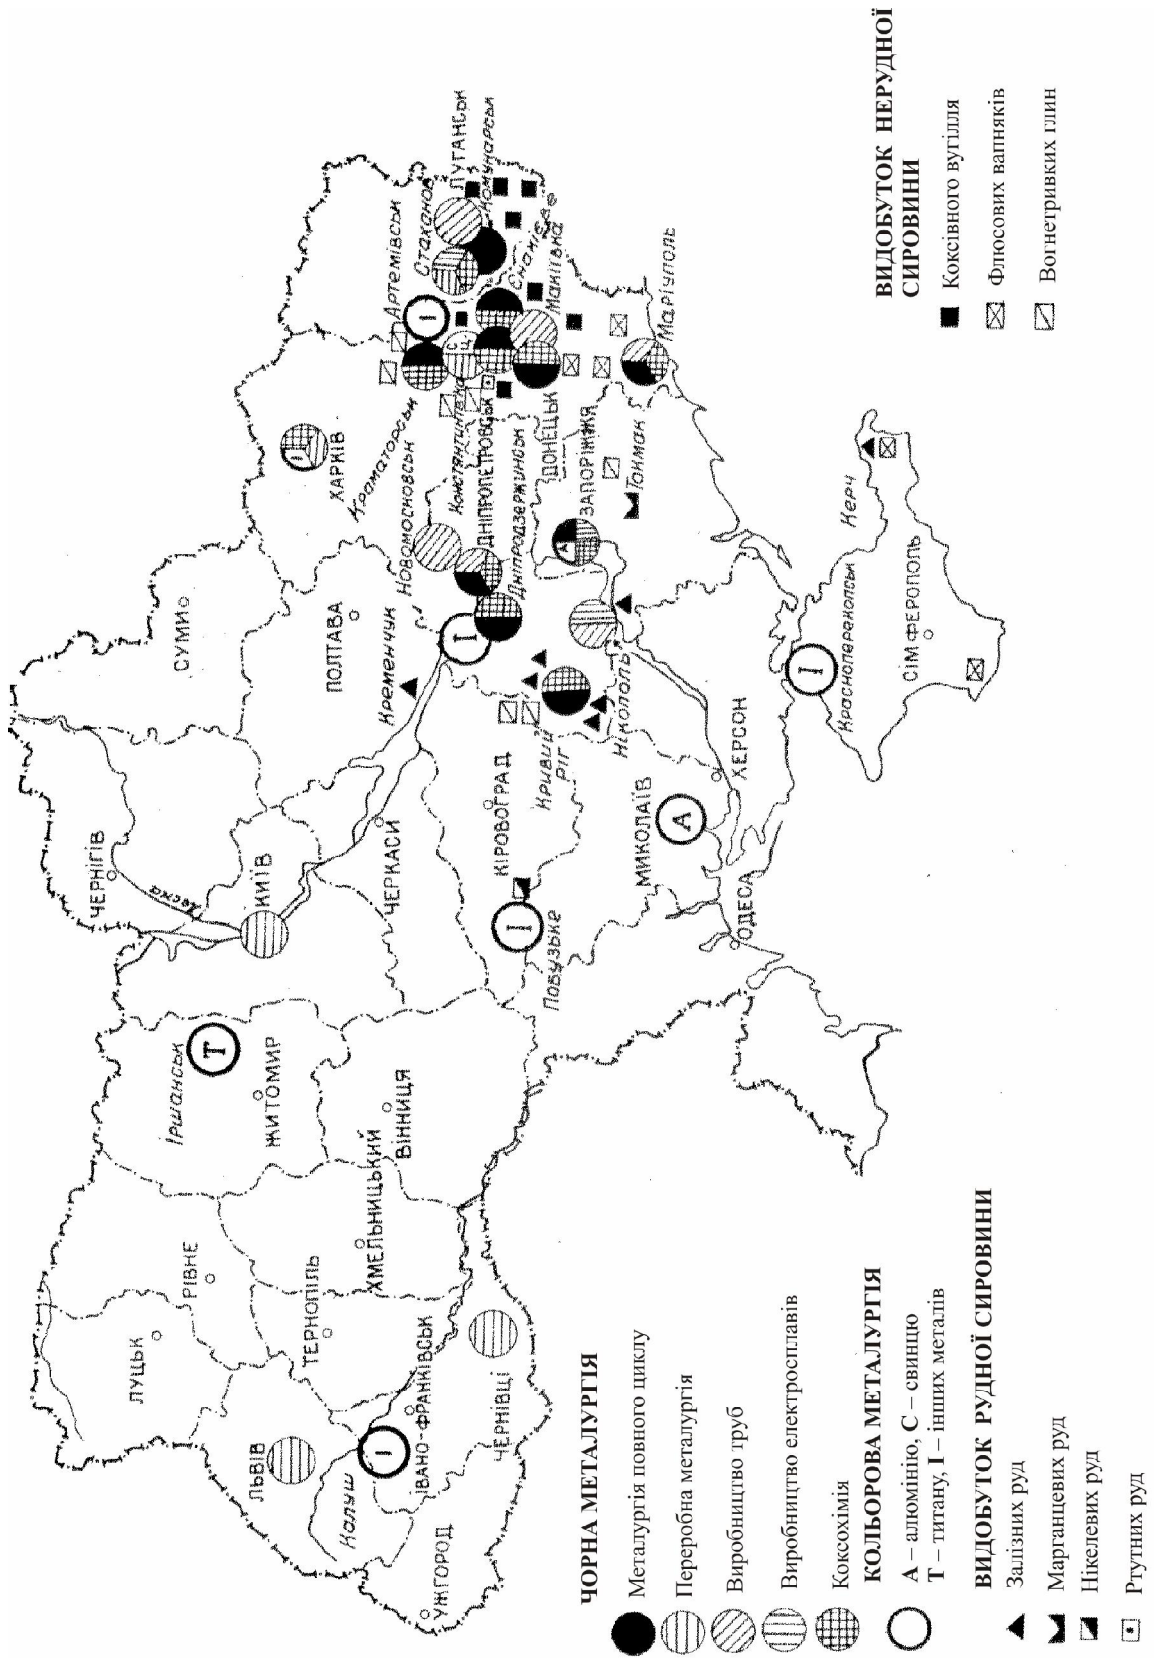 ЛУЦЬК
РІВНЕ
ЛЬВІВ
ТЕРНОПІЛЬ
ХМЕЛЬНИЦЬКИЙ
Калуш
ІВАНО-ФРАНКІВСЬК
УЖГОРОД
ЧЕРНІВЦІ
Іршанськ
ЖИТОМИР
ВІННИЦЯ
ЧЕРНІГІВ
Десна
КИЇВ
ЧЕРКАСИ
СУМИ
ПОЛТАВА
Кременчук
ХАРКІВ
КІРОВОГРАД
Побузьке
Кривий
Ріг
Нікополь
МИКОЛАЇВ
ОДЕСА
ХЕРСОН
Новомосковськ
ДНІПРОПЕТРОВСЬК
Дніпродзержинськ
ЗАПОРІЖЖЯ
Токмак
Краматорськ
Константинівка
ДОНЕЦЬК
Артемівськ
Стаханов
ЛУГАНСЬК
Комунарськ
Єнакієве
Макіївка
Маріуполь
Красноперекопськ
Керч
СІМФЕРОПОЛЬ
Т
І
І
І
І
І
І
А
А
С
Ц
ЧОРНА МЕТАЛУРГІЯ
Металургія повного циклу
Переробна металургія
Виробництво труб
Виробництво електросплавів
Коксохімія
КОЛЬОРОВА МЕТАЛУРГІЯ
А – алюмінію, С – свинцю
Т – титану, І – інших металів
ВИДОБУТОК РУДНОЇ СИРОВИНИ
Залізних руд
Марганцевих руд
Нікелевих руд
Ртутних руд
ВИДОБУТОК НЕРУДНОЇ
СИРОВИНИ
Коксівного вугілля
Флюсових вапняків
Вогнетривких глин